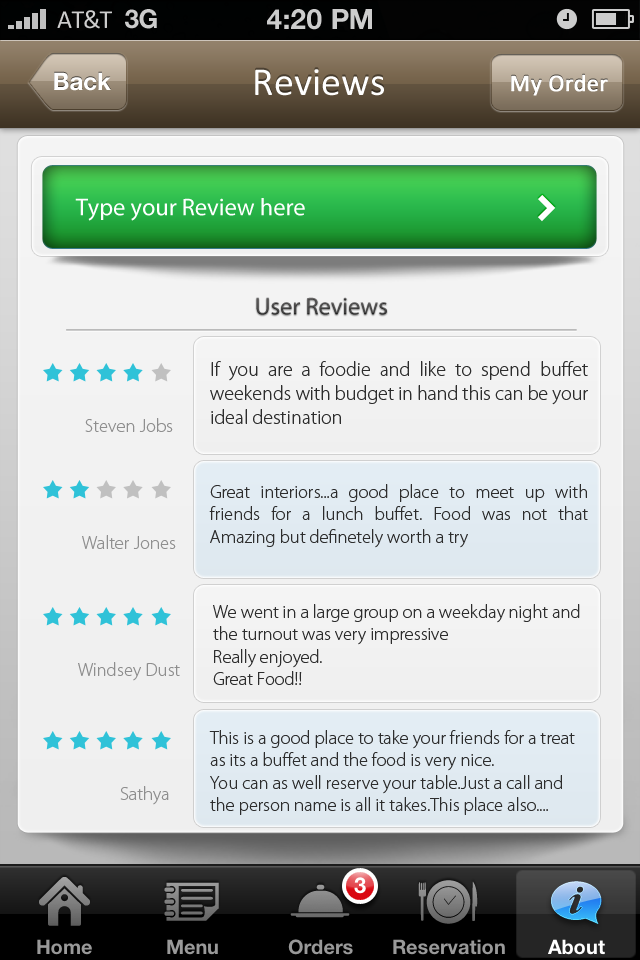 AT&T 3G 4:20 PM
Back Reviews My Order
Type your Review here
User Reviews
If you are a foodie and like to spend buffet
weekends with budget in hand this can be your
ideal destination
Steven Jobs
Great interiors...a good place to meet up with
friends for a lunch buffet. Food was not that
Amazing but definetely worth a try
Walter Jones
We went in a large group on a weekday night and
the turnout was very impressive
Really enjoyed.
Great Food!!
Windsey Dust
This is a good place to take your friends for a treat
as its a buffet and the food is very nice.
You can as well reserve your table.Just a call and
the person name is all it takes.This place also....
Sathya
3
Home Menu Orders Reservation About